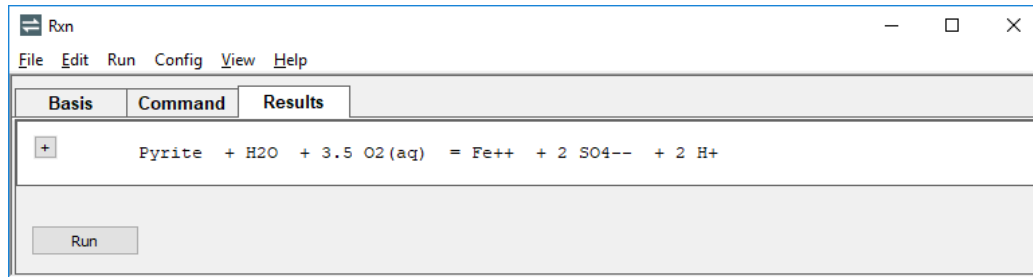 Rxn
File Edit Run Config View Help
Basis Command Results
+ Pyrite + H2O + 3.5 O2(aq) = Fe++ + 2 SO4-- + 2 H+
Run